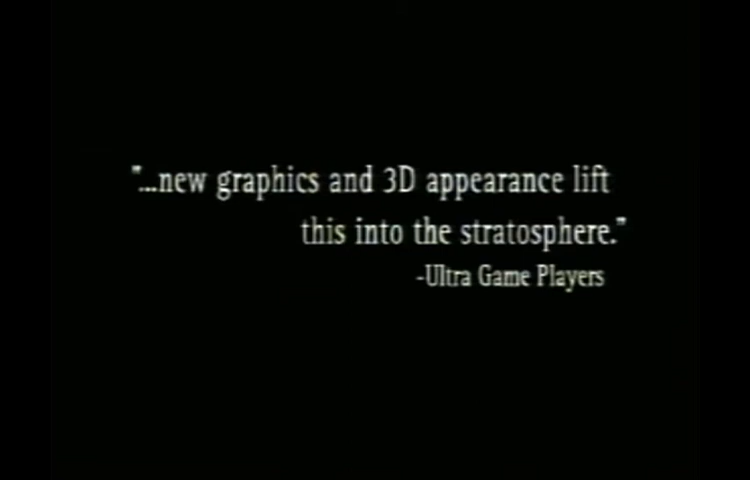 "...new graphics and 3D appearance lift
this into the stratosphere."
-Ultra Game Players